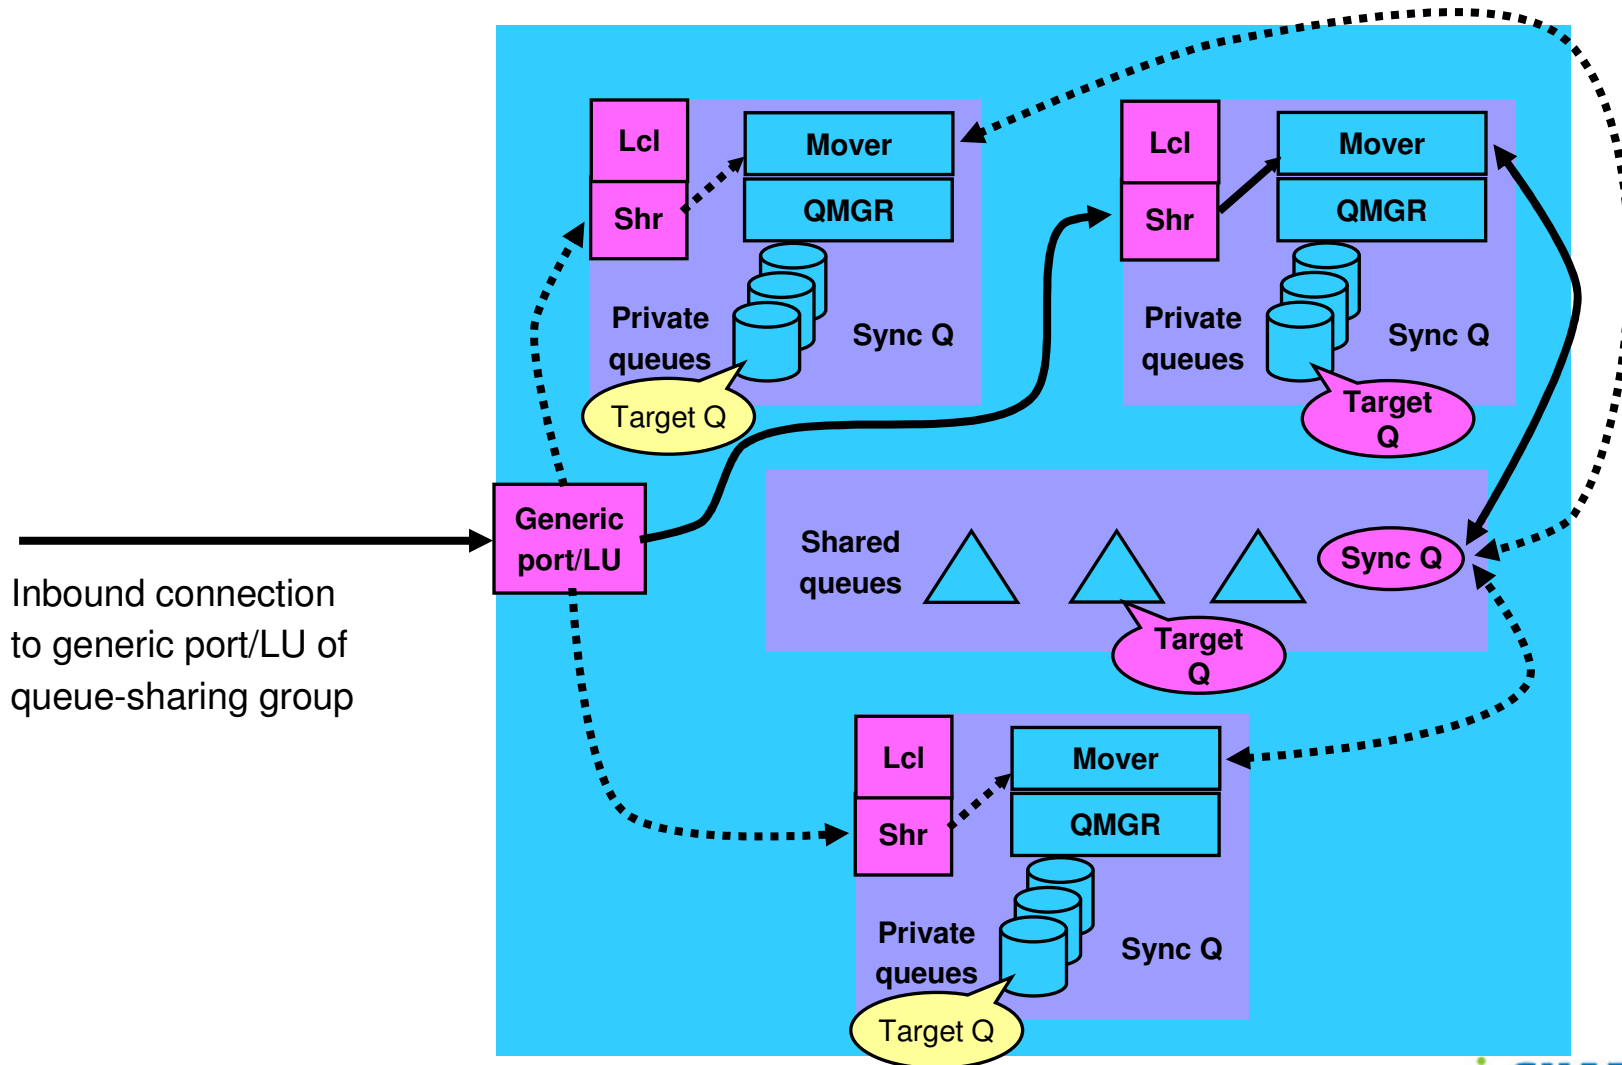 Lcl
Mover
Shr
QMGR
Private
queues
Sync Q
Target Q
Lcl
Mover
Shr
QMGR
Private
queues
Sync Q
Target
Q
Generic
port/LU
Shared
queues
Sync Q
Target
Q
Inbound connection
to generic port/LU of
queue-sharing group
Lcl
Mover
Shr
QMGR
Private
queues
Sync Q
Target Q